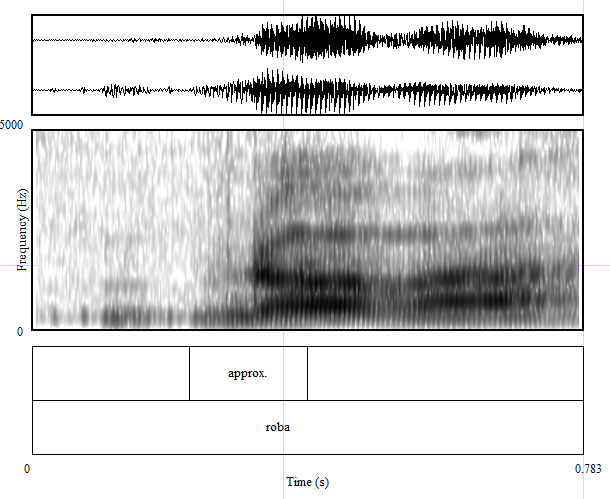 5000
Frequency (Hz)
0
approx.
roba
0
0.783
Time (s)